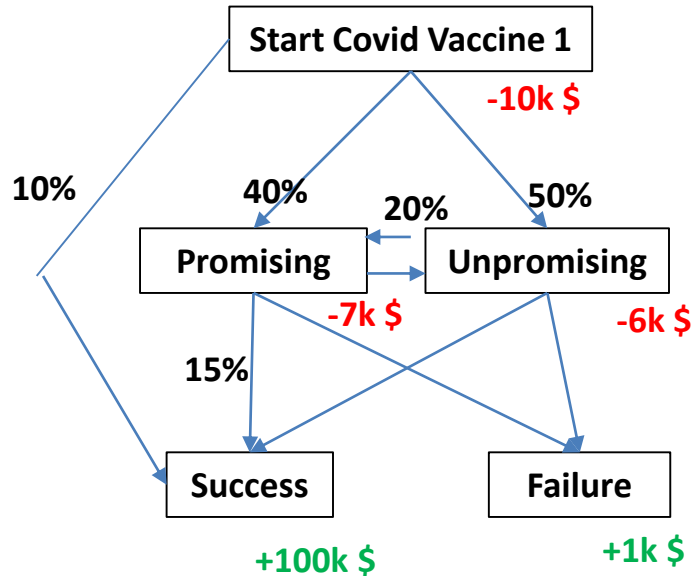 Start Covid Vaccine 1
-10k $
10%
40%
20%
50%
Promising
Unpromising
-7k $
-6k $
15%
Success
Failure
+100k $
+1k $